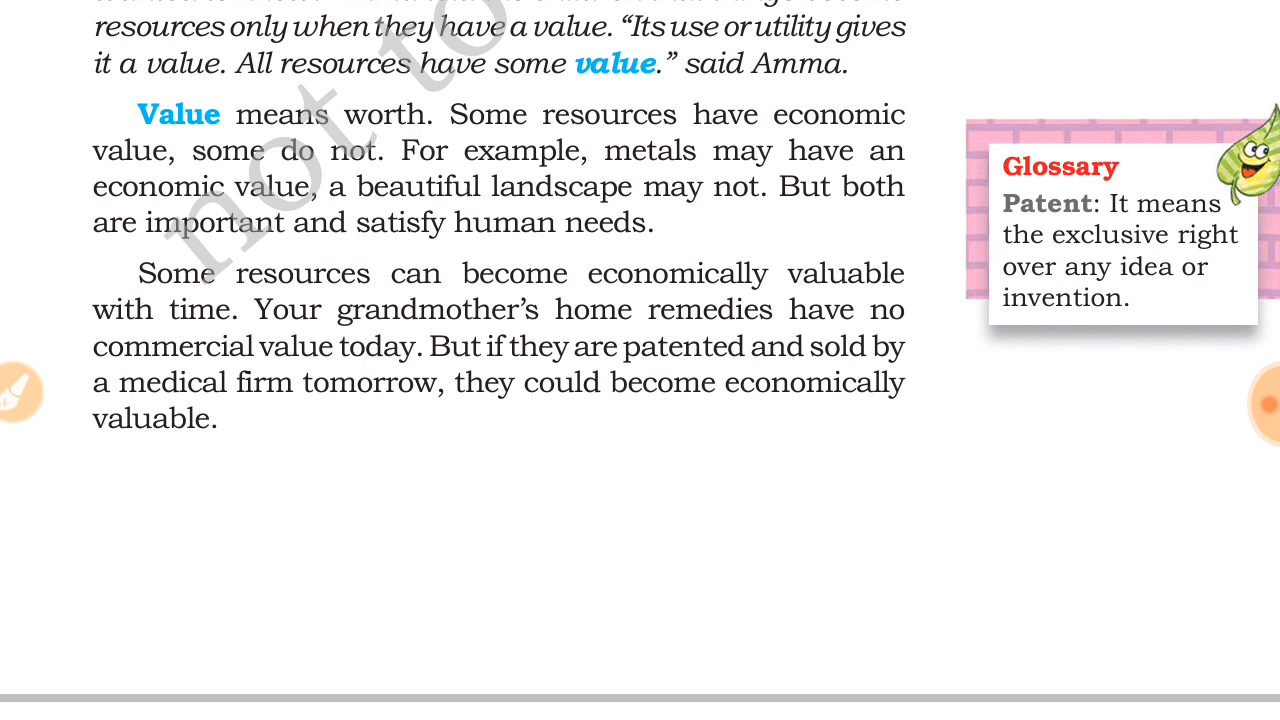 resources only when they have a value. “Its use or utility gives
it a value. All resources have some value.” said Amma.
Value means worth. Some resources have economic
value, some do not. For example, metals may have an
economic value, a beautiful landscape may not. But both
are important and satisfy human needs.
Some resources can become economically valuable
with time. Your grandmother’s home remedies have no
commercial value today. But if they are patented and sold by
a medical firm tomorrow, they could become economically
valuable.
Glossary
Patent: It means
the exclusive right
over any idea or
invention.
not to